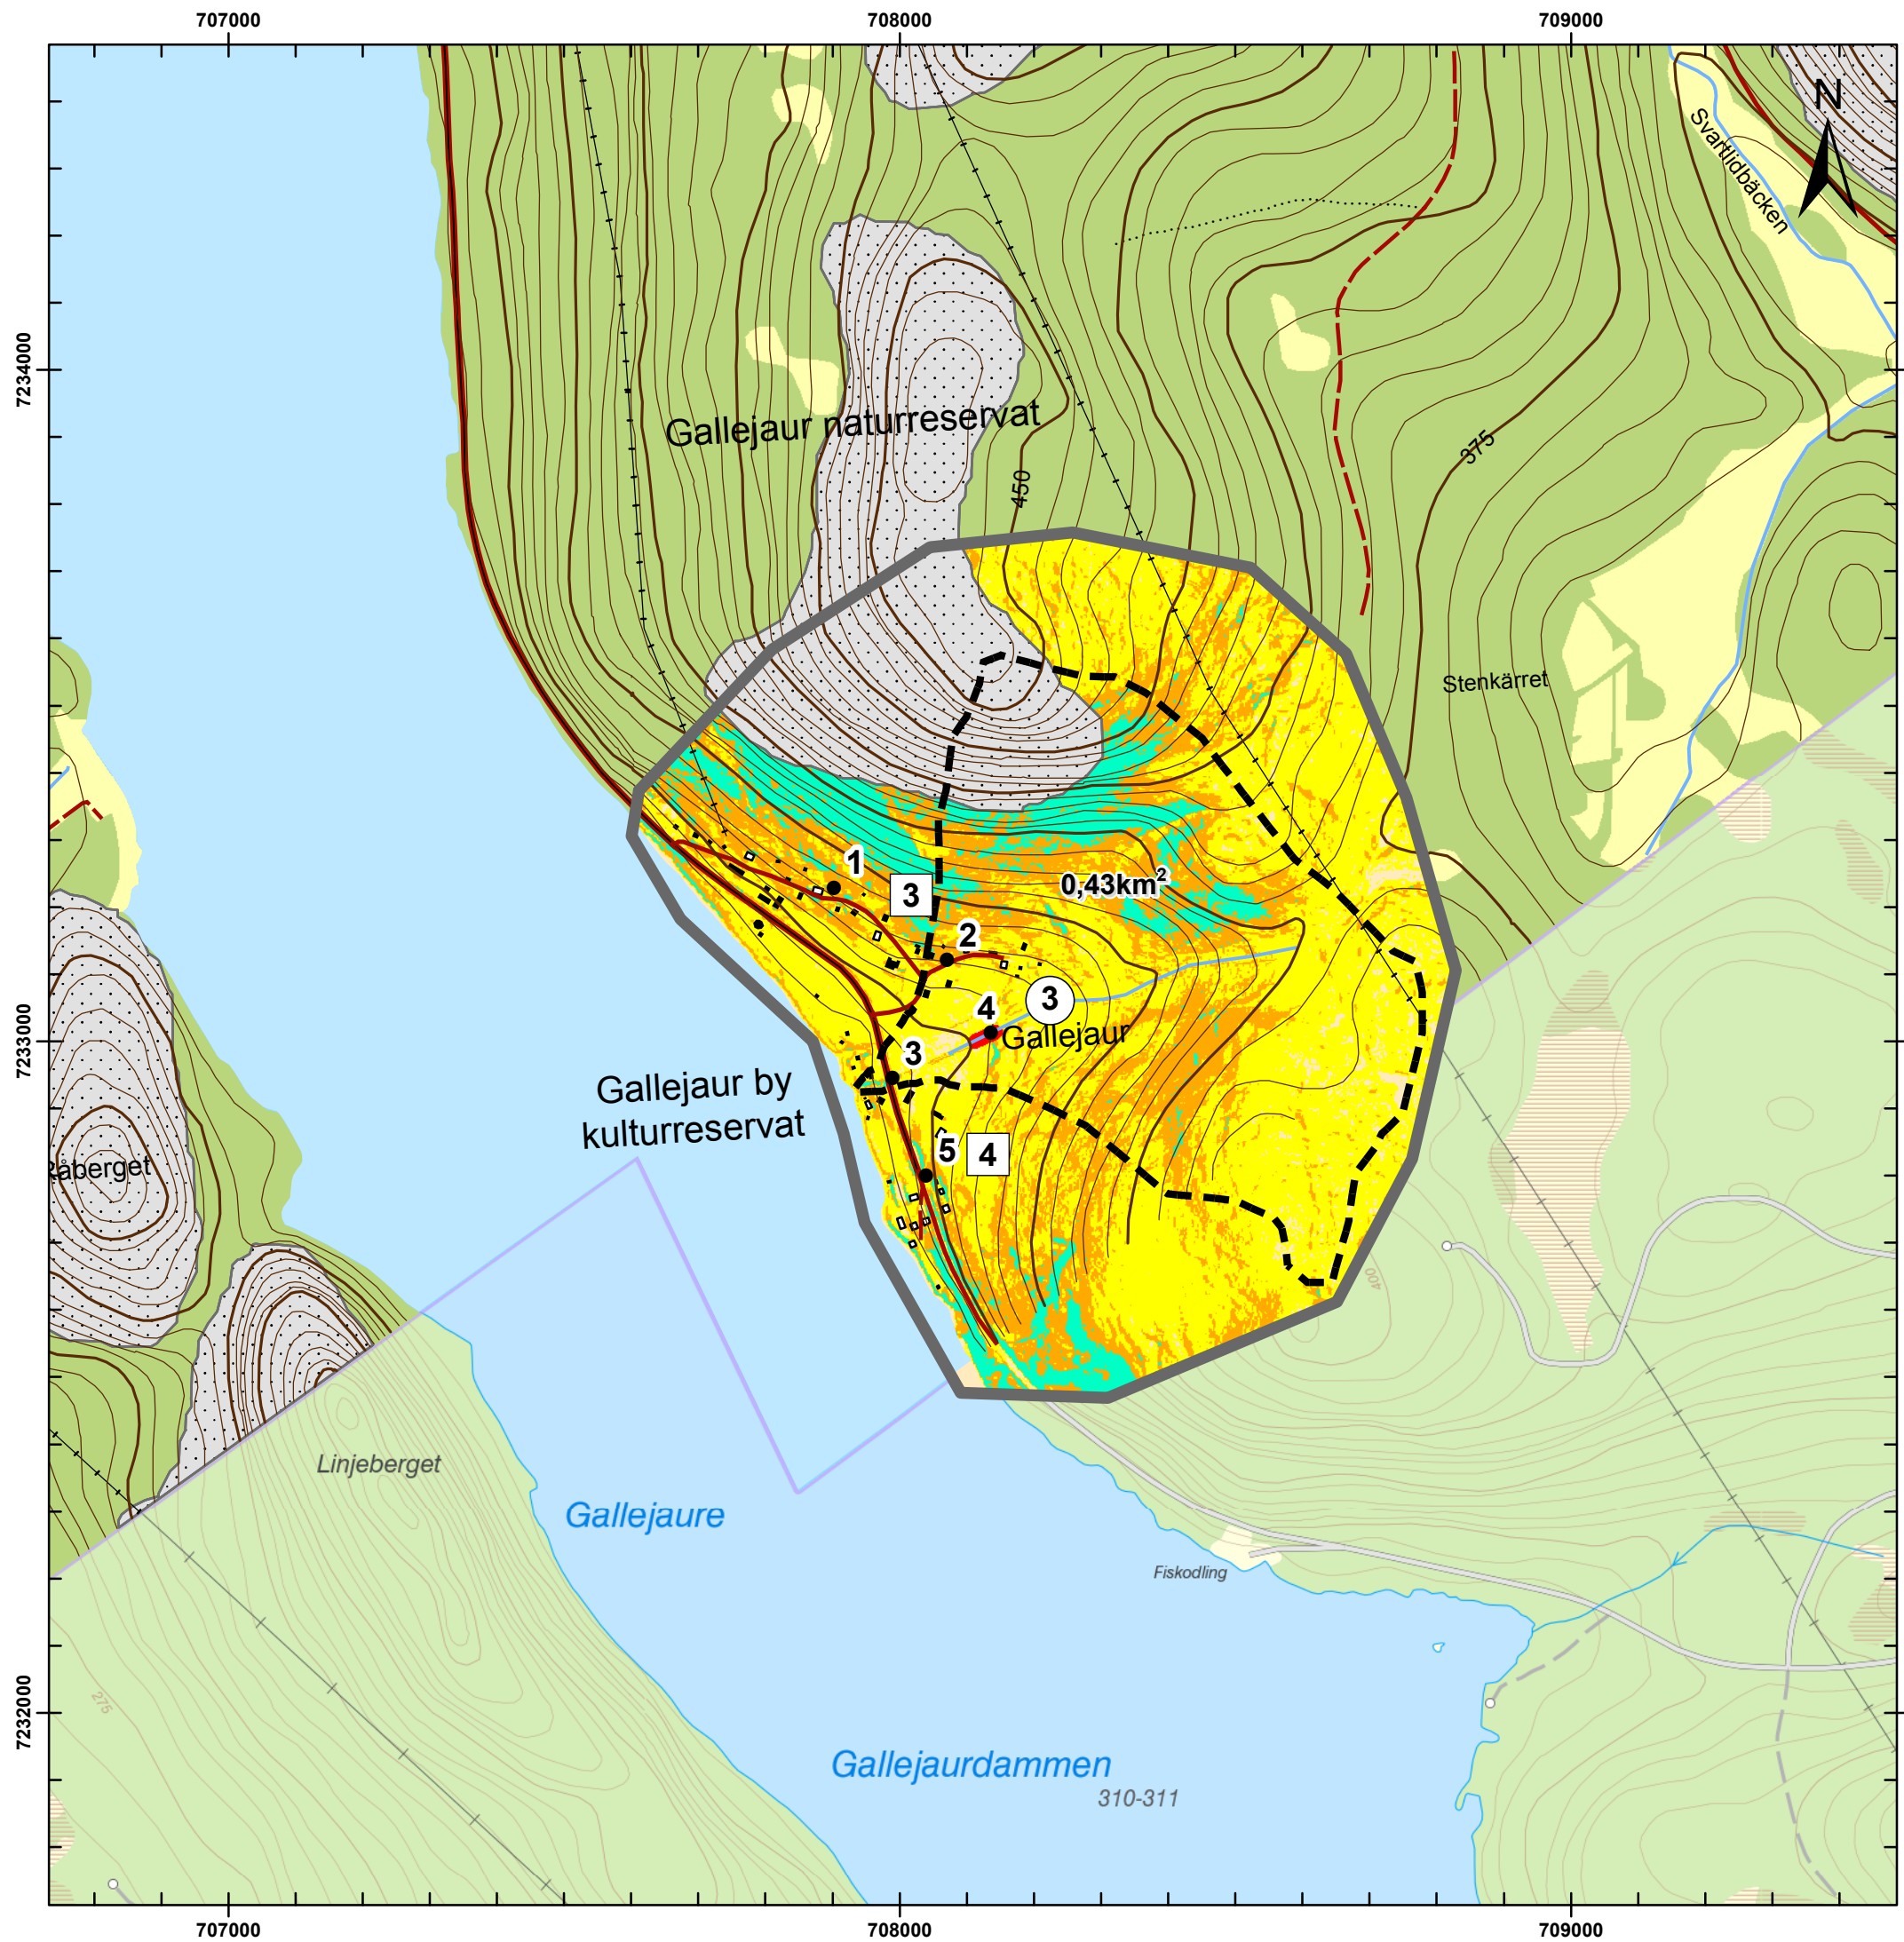 707000
708000
709000
N
Svartlidbäcken
7234000
Gallejaur naturreservat
375
450
Stenkärret
1
0,43km²
3
2
3
4
Gallejaur
7233000
3
Gallejaur by
kulturreservat
5
4
Råberget
400
Linjeberget
Gallejaure
Fiskodling
275
7232000
Gallejaurdammen
310-311
707000
708000
709000